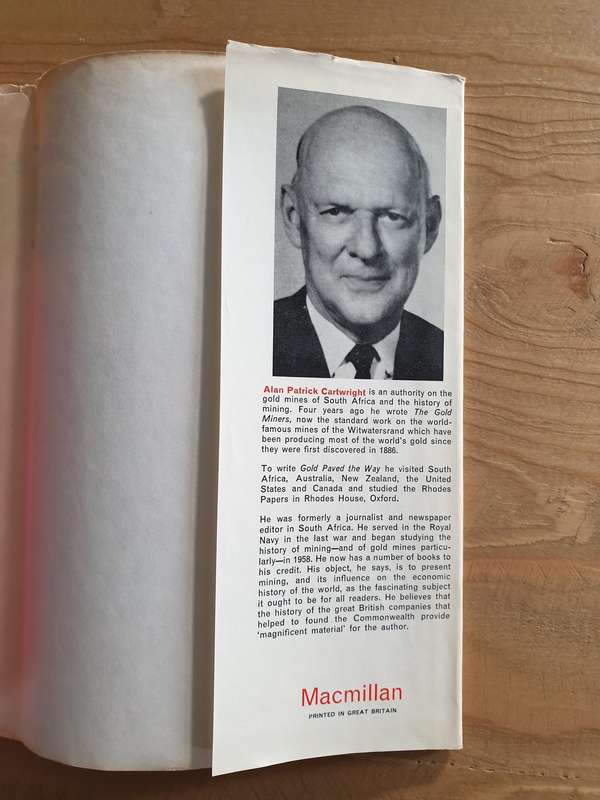 Alan Patrick Cartwright is an authority on the
gold mines of South Africa and the history of
mining. Four years ago he wrote The Gold
Miners, now the standard work on the world-
famous mines of the Witwatersrand which have
been producing most of the world's gold since
they were first discovered in 1886.
To write Gold Paved the Way he visited South
Africa, Australia, New Zealand, the United
States and Canada and studied the Rhodes
Papers in Rhodes House, Oxford.
He was formerly a journalist and newspaper
editor in South Africa. He served in the Royal
Navy in the last war and began studying the
history of mining—and of gold mines particu-
larly—in 1958. He now has a number of books to
his credit. His object, he says, is to present
mining, and its influence on the economic
history of the world, as the fascinating subject
it ought to be for all readers. He believes that
the history of the great British companies that
helped to found the Commonwealth provide
'magnificent material' for the author.
Macmillan
PRINTED IN GREAT BRITAIN